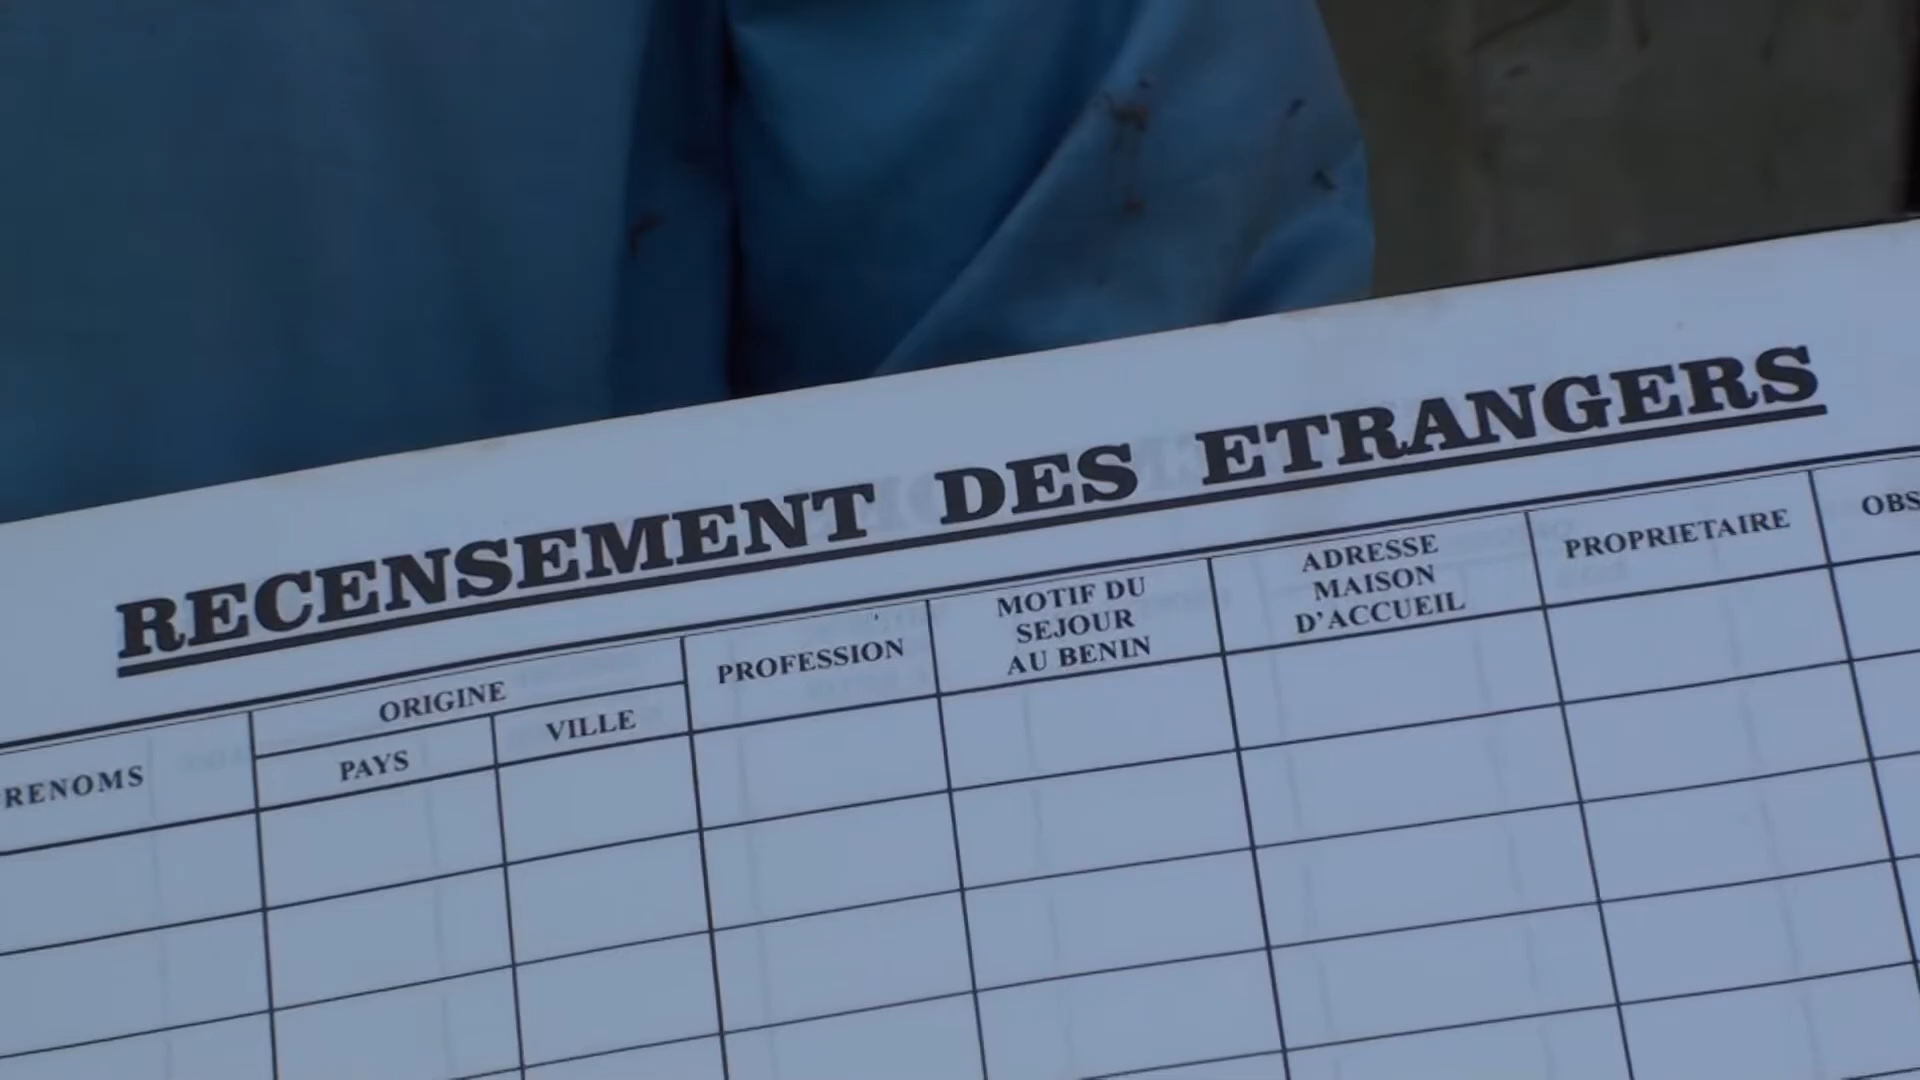 RECENSEMENT DES ETRANGERS
RENOMS
ORIGINE
PAYS
VILLE
PROFESSION
MOTIF DU
SEJOUR
AU BENIN
ADRESSE
MAISON
D'ACCUEIL
PROPRIETAIRE
OBS